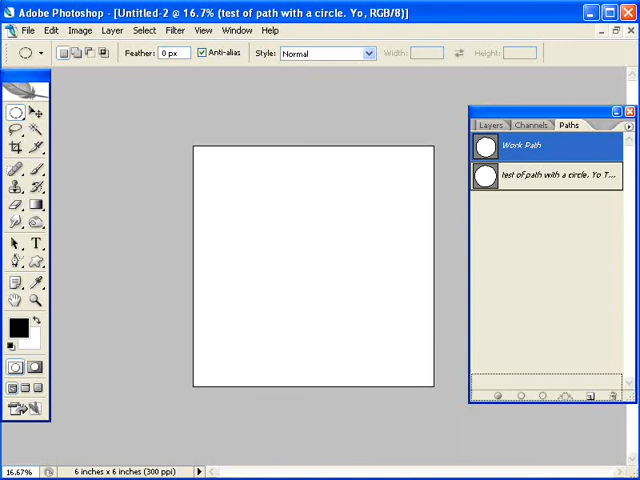 Adobe Photoshop - [Untitled-2 @ 16.7% (test of path with a circle. Yo, RGB/8)]
File Edit Image Layer Select Filter View Window Help
Feather: 0 px Anti-alias Style: Normal Width: Height:
Layers Channels Paths
Work Path
test of path with a circle. Yo T...
T
16.67% 6 inches x 6 inches (300 ppi)